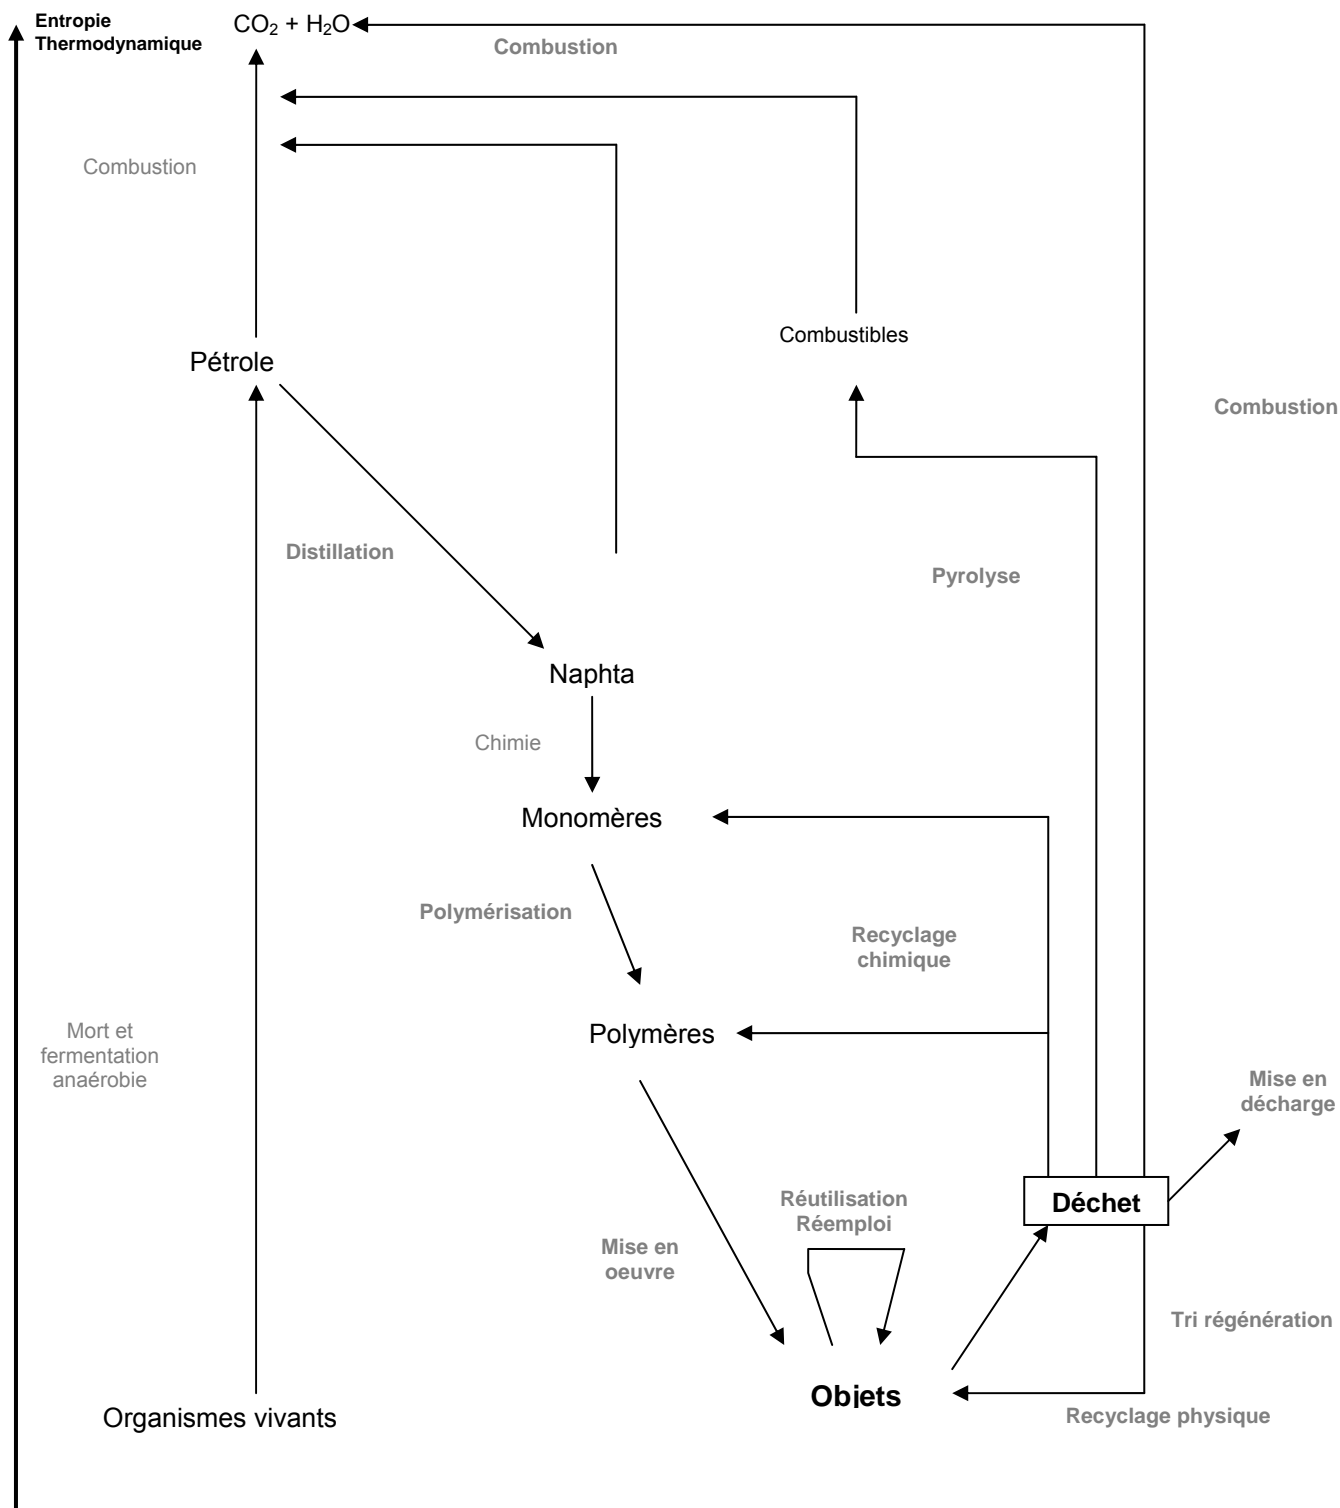 Entropie
Thermodynamique
CO₂ + H₂O
Combustion
Combustion
Combustibles
Pétrole
Combustion
Distillation
Pyrolyse
Naphta
Chimie
Monomères
Polymérisation
Recyclage
chimique
Mort et
fermentation
anaérobie
Polymères
Mise en
décharge
Déchet
Réutilisation
Réemploi
Mise en
oeuvre
Tri régénération
Objets
Organismes vivants
Recyclage physique